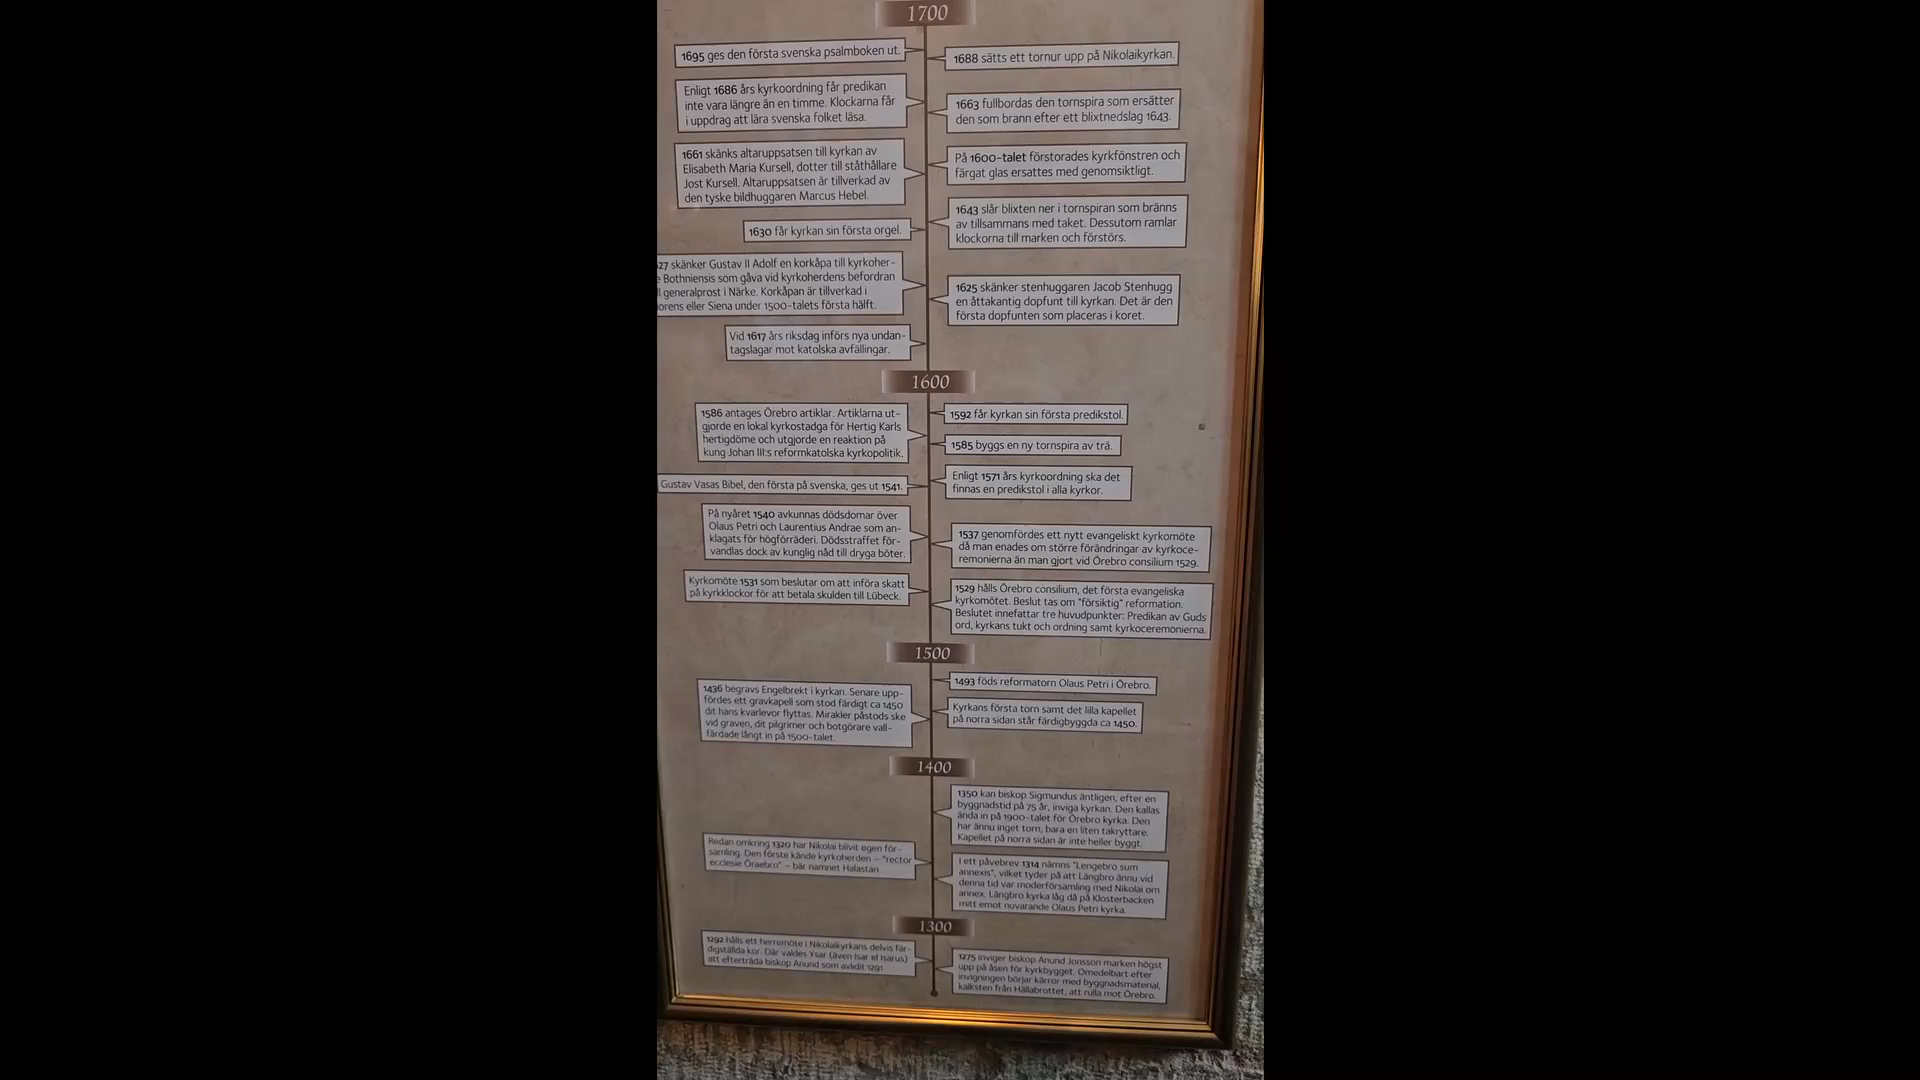 1700
1695 ges den första svenska psalmboken ut.
1688 sätts ett tornur upp på Nikolaikyrkan.
Enligt 1686 års kyrkoordning får predikan
inte vara längre än en timme. Klockarna får
i uppdrag att lära svenska folket läsa.
1663 fullbordas den tornspira som ersätter
den som brann efter ett blixtnedslag 1643.
1661 skänks altaruppsatsen till kyrkan av
Elisabeth Maria Kursell, dotter till ståthållare
Jost Kursell. Altaruppsatsen är tillverkad av
den tyske bildhuggaren Marcus Hebel.
På 1600-talet förstorades kyrkfönstren och
färgat glas ersattes med genomsiktligt.
1643 slår blixten ner i tornspiran som bränns
av tillsammans med taket. Dessutom ramlar
klockorna till marken och förstörs.
1630 får kyrkan sin första orgel.
27 skänker Gustav II Adolf en korkåpa till kyrkoher-
e Bothniensis som gåva vid kyrkoherdens befordran
l generalprost i Närke. Korkåpan är tillverkad i
orens eller Siena under 1500-talets första hälft.
1625 skänker stenhuggaren Jacob Stenhugg
en åttakantig dopfunt till kyrkan. Det är den
första dopfunten som placeras i koret.
Vid 1617 års riksdag införs nya undan-
tagslagar mot katolska avfällingar.
1600
1586 antages Örebro artiklar. Artiklarna ut-
gjorde en lokal kyrkostadga för Hertig Karls
hertigdöme och utgjorde en reaktion på
kung Johan III:s reformkatolska kyrkopolitik.
1592 får kyrkan sin första predikstol.
1585 byggs en ny tornspira av trä.
Enligt 1571 års kyrkoordning ska det
finnas en predikstol i alla kyrkor.
Gustav Vasas Bibel, den första på svenska, ges ut 1541.
På nyåret 1540 avkunnas dödsdomar över
Olaus Petri och Laurentius Andrae som an-
klagats för högförräderi. Dödsstraffet för-
vandlas dock av kunglig nåd till dryga böter.
1537 genomfördes ett nytt evangeliskt kyrkomöte
då man enades om större förändringar av kyrkoce-
remonierna än man gjort vid Örebro consilium 1529.
Kyrkomöte 1531 som beslutar om att införa skatt
på kyrkklockor för att betala skulden till Lübeck.
1529 hålls Örebro consilium, det första evangeliska
kyrkomötet. Beslut tas om "försiktig" reformation.
Beslutet innefattar tre huvudpunkter: Predikan av Guds
ord, kyrkans tukt och ordning samt kyrkoceremonierna.
1500
1436 begravs Engelbrekt i kyrkan. Senare upp-
fördes ett gravkapell som stod färdigt ca 1450
dit hans kvarlevor flyttas. Mirakler påstods ske
vid graven, dit pilgrimer och botgörare vall-
färdade långt in på 1500-talet.
1493 föds reformatorn Olaus Petri i Örebro.
Kyrkans första torn samt det lilla kapellet
på norra sidan står färdigbyggda ca 1450.
1400
1350 kan biskop Sigmundus äntligen, efter en
byggnadstid på 75 år, inviga kyrkan. Den kallas
ända in på 1900-talet för Örebro kyrka. Den
har ännu inget torn, bara en liten takryttare.
Kapellet på norra sidan är inte heller byggt.
Redan omkring 1320 har Nikolai blivit egen för-
samling. Den förste kände kyrkoherden – "rector
ecclesie Öraebro" – bär namnet Halastan
I ett påvebrev 1314 nämns "Lengebro sum
annexis", vilket tyder på att Längbro ännu vid
denna tid var moderförsamling med Nikolai om
annex. Längbro kyrka låg då på Klosterbacken
mitt emot nuvarande Olaus Petri kyrka.
1300
1292 hålls ett herremöte i Nikolaikyrkans delvis fär-
digställda kor. Där valdes Ysar (även Isar el Isarus)
att efterträda biskop Anund som avlidit 1291
1275 inviger biskop Anund Jonsson marken högst
upp på åsen för kyrkbygget. Omedelbart efter
invigningen börjar kärror med byggnadsmaterial,
kalksten från Hällabrottet, att rulla mot Örebro.